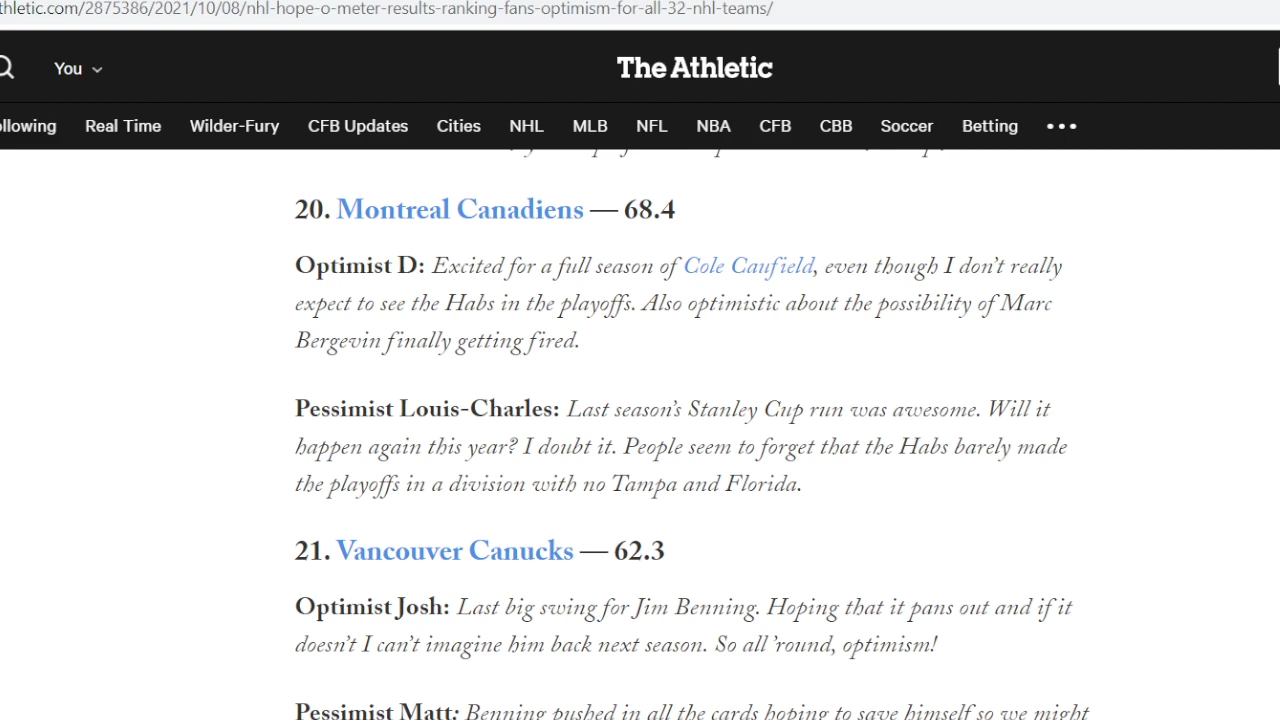 thletic.com/2875386/2021/10/08/nhl-hope-o-meter-results-ranking-fans-optimism-for-all-32-nhl-teams/
You
The Athletic
ollowing Real Time Wilder-Fury CFB Updates Cities NHL MLB NFL NBA CFB CBB Soccer Betting
20. Montreal Canadiens — 68.4
Optimist D: Excited for a full season of Cole Caufield, even though I don't really
expect to see the Habs in the playoffs. Also optimistic about the possibility of Marc
Bergevin finally getting fired.
Pessimist Louis-Charles: Last season's Stanley Cup run was awesome. Will it
happen again this year? I doubt it. People seem to forget that the Habs barely made
the playoffs in a division with no Tampa and Florida.
21. Vancouver Canucks — 62.3
Optimist Josh: Last big swing for Jim Benning. Hoping that it pans out and if it
doesn't I can't imagine him back next season. So all 'round, optimism!
Pessimist Matt: Benning pushed in all the cards hoping to save himself so we might